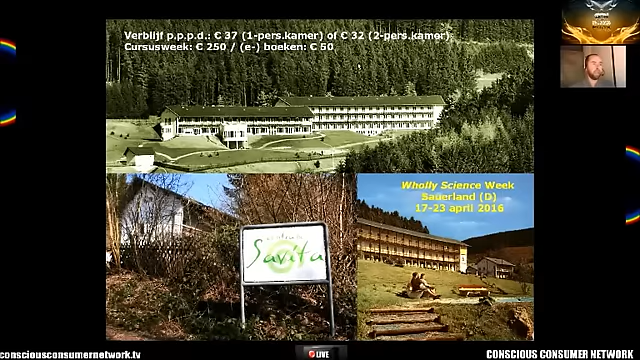 Verblijf p.p.p.d.: € 37 (1-pers.kamer) of € 32 (2-pers.kamer)
Cursusweek: € 250 / (e-) boeken: € 50
Wholly Science Week
Sauerland (D)
17-23 april 2016
Savita
LIVE
consciousconsumernetwork.tv
CONSCIOUS CONSUMER NETWORK